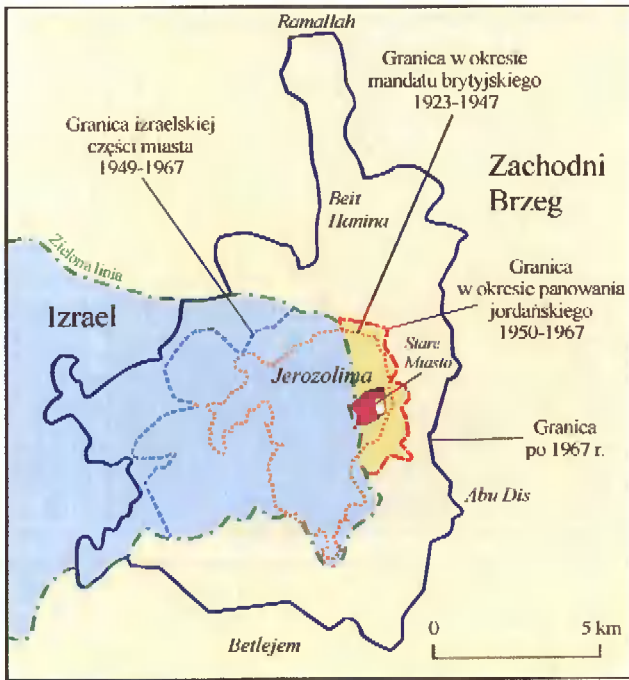 Ramallah
Granica w okresie
mandatu brytyjskiego
1923-1947
Granica izraelskiej
części miasta
1949-1967
Zachodni
Brzeg
Beit
Hanina
Zielona linia
Granica
w okresie panowania
jordańskiego
1950-1967
Izrael
Stare
Miasto
Jerozolima
Granica
po 1967 r.
Abu Dis
Betlejem
0
5 km